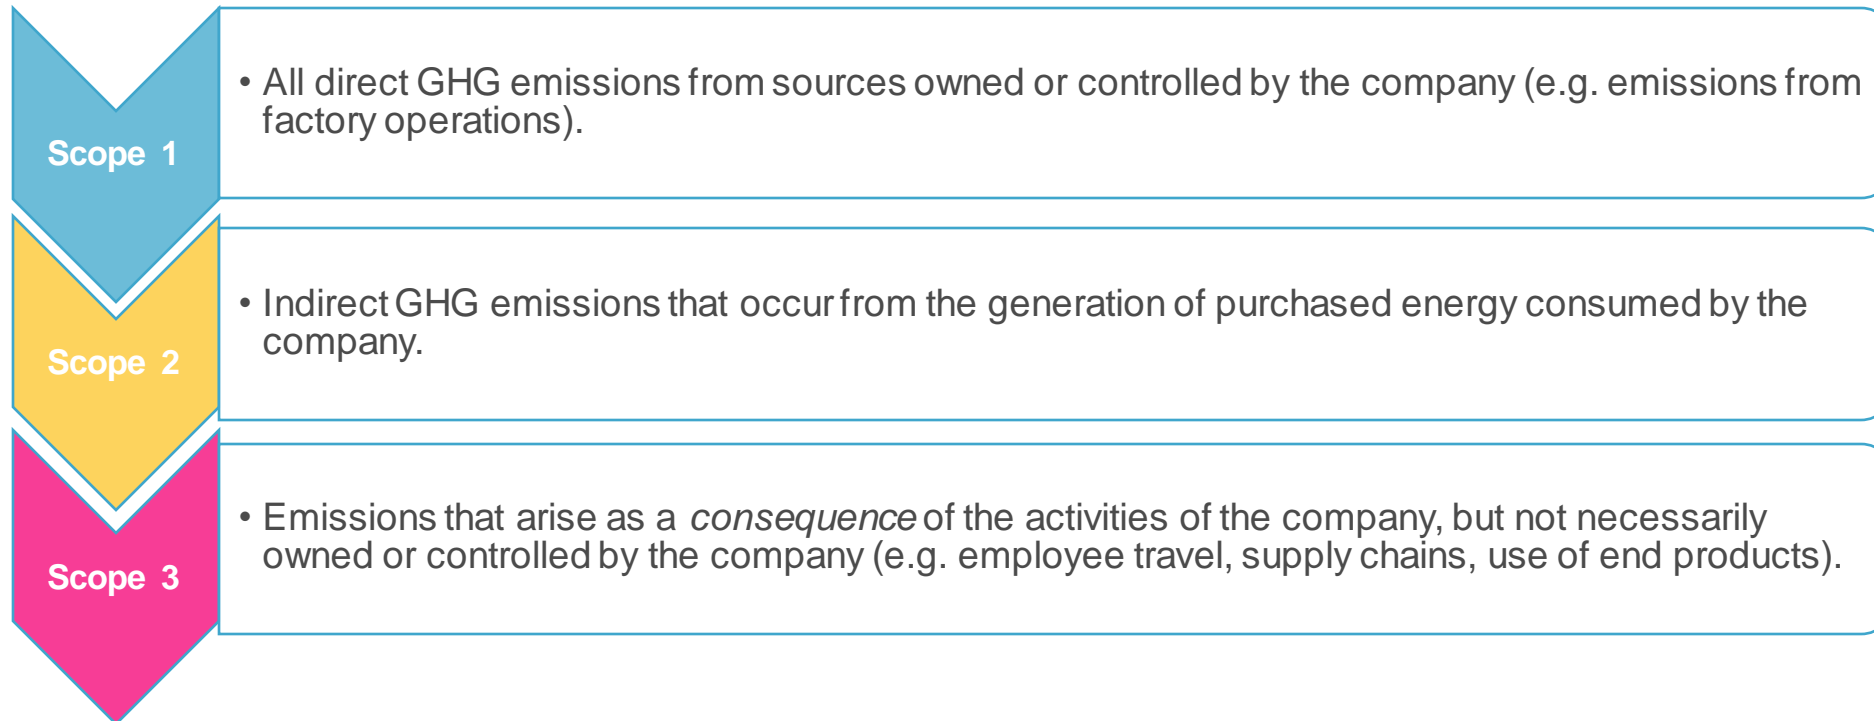 Scope 1
• All direct GHG emissions from sources owned or controlled by the company (e.g. emissions from
factory operations).
Scope 2
• Indirect GHG emissions that occur from the generation of purchased energy consumed by the
company.
Scope 3
• Emissions that arise as a consequence of the activities of the company, but not necessarily
owned or controlled by the company (e.g. employee travel, supply chains, use of end products).